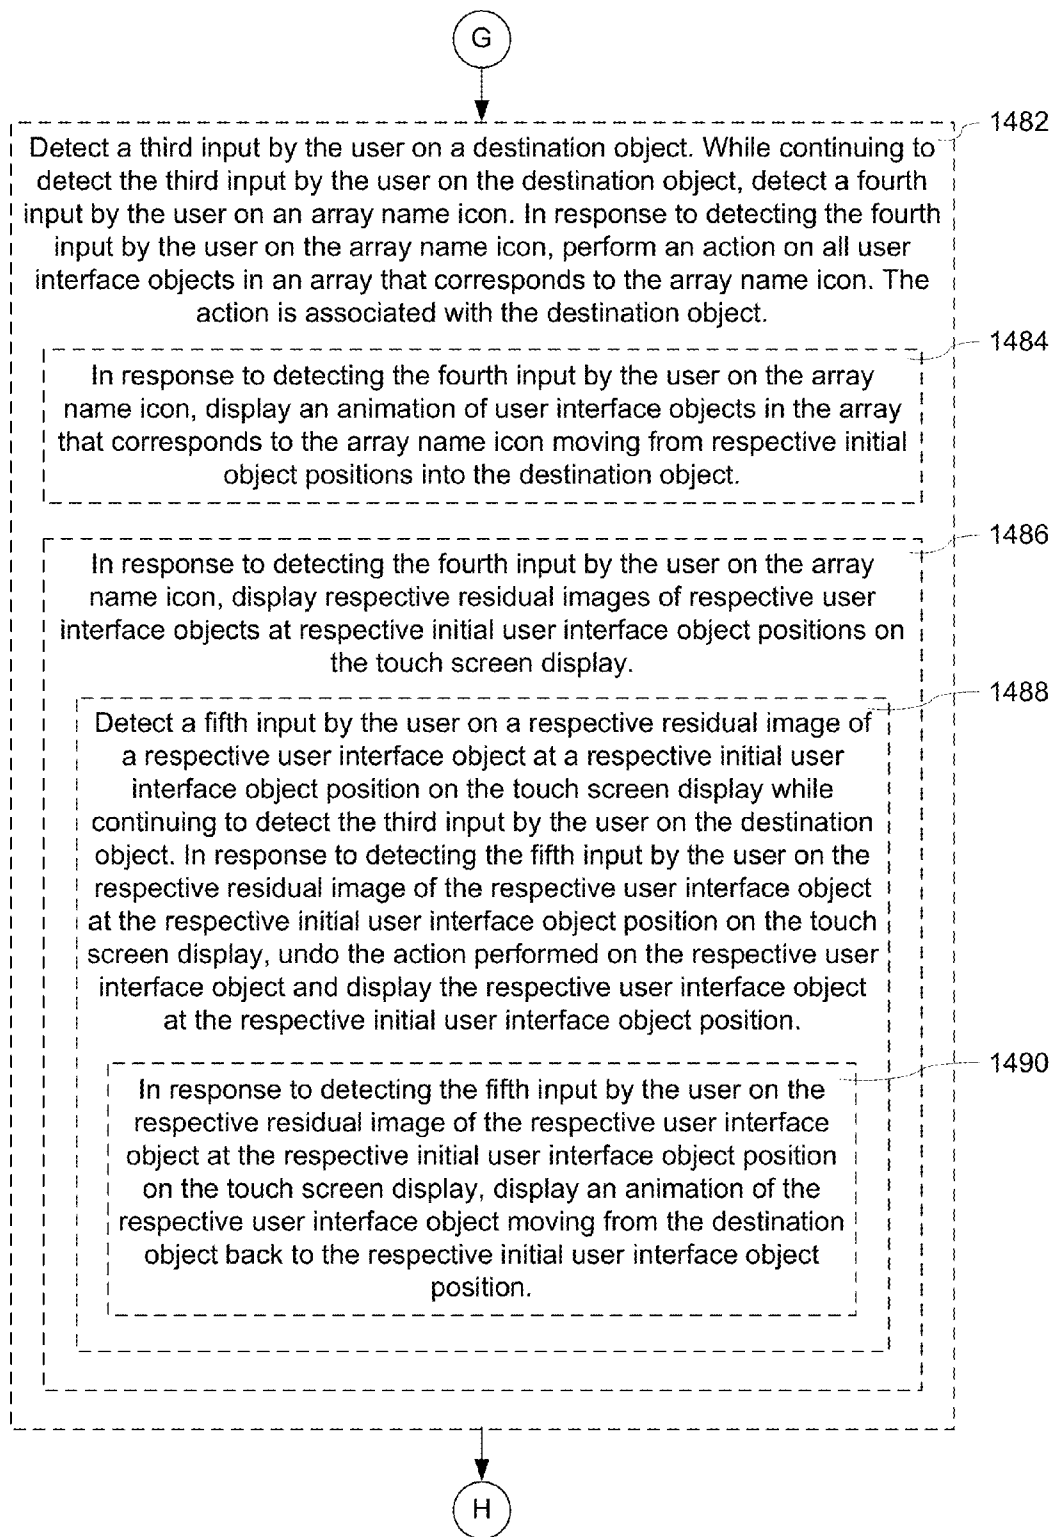 G
1482
Detect a third input by the user on a destination object. While continuing to
detect the third input by the user on the destination object, detect a fourth
input by the user on an array name icon. In response to detecting the fourth
input by the user on the array name icon, perform an action on all user
interface objects in an array that corresponds to the array name icon. The
action is associated with the destination object.
1484
In response to detecting the fourth input by the user on the array
name icon, display an animation of user interface objects in the array
that corresponds to the array name icon moving from respective initial
object positions into the destination object.
1486
In response to detecting the fourth input by the user on the array
name icon, display respective residual images of respective user
interface objects at respective initial user interface object positions on
the touch screen display.
1488
Detect a fifth input by the user on a respective residual image of
a respective user interface object at a respective initial user
interface object position on the touch screen display while
continuing to detect the third input by the user on the destination
object. In response to detecting the fifth input by the user on the
respective residual image of the respective user interface object
at the respective initial user interface object position on the touch
screen display, undo the action performed on the respective user
interface object and display the respective user interface object
at the respective initial user interface object position.
1490
In response to detecting the fifth input by the user on the
respective residual image of the respective user interface
object at the respective initial user interface object position
on the touch screen display, display an animation of the
respective user interface object moving from the destination
object back to the respective initial user interface object
position.
H